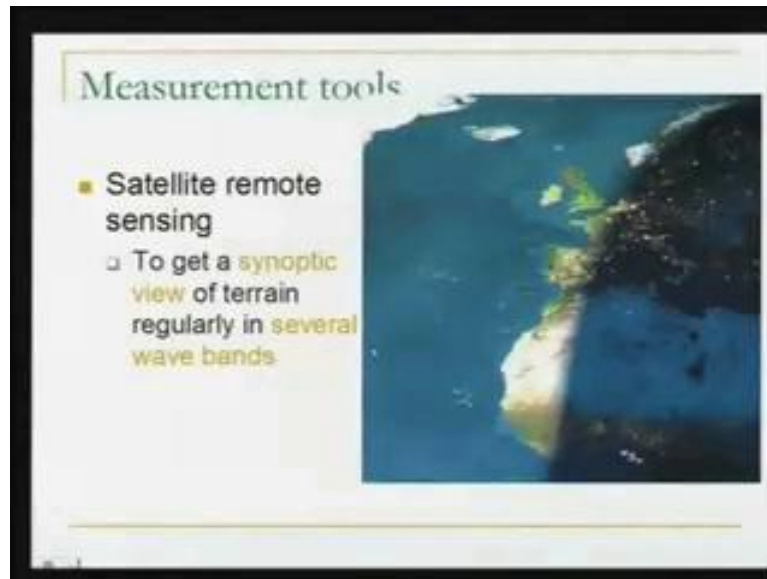 Measurement tools
Satellite remote
sensing
To get a synoptic
view of terrain
regularly in several
wave bands